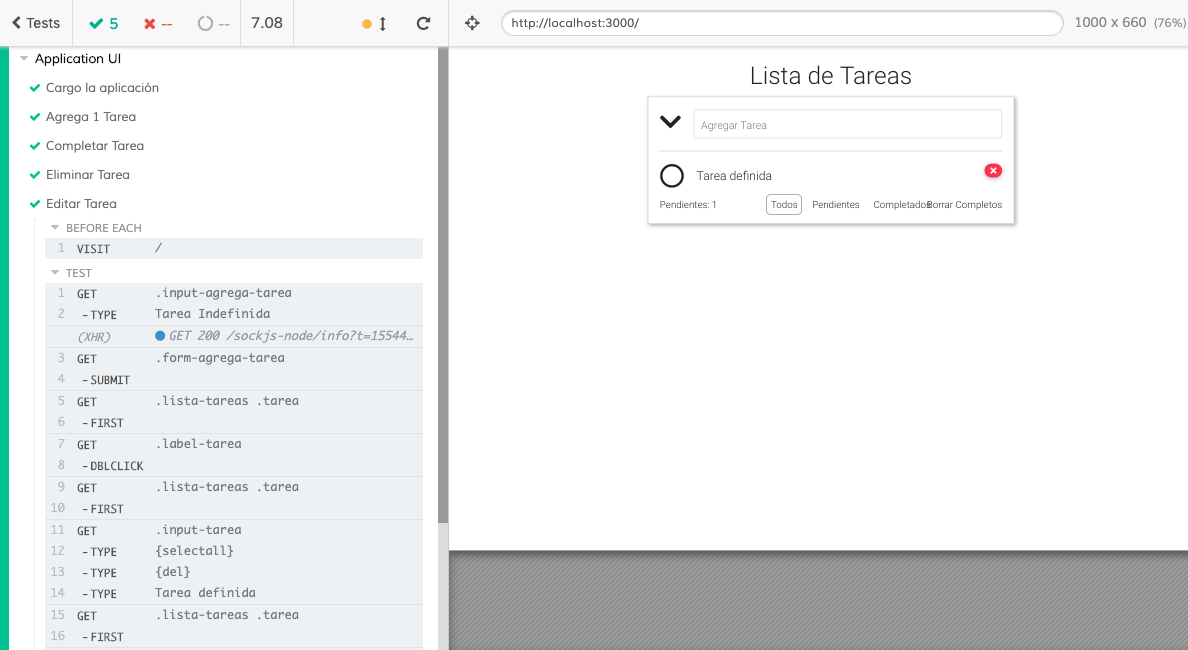 Tests 5 -- -- 7.08
http://localhost:3000/ 1000 x 660 (76%)
Application UI
Cargo la aplicación
Agrega 1 Tarea
Completar Tarea
Eliminar Tarea
Editar Tarea
BEFORE EACH
1 VISIT /
TEST
1 GET .input-agrega-tarea
2 -TYPE Tarea Indefinida
(XHR) GET 200 /sockjs-node/info?t=15544…
3 GET .form-agrega-tarea
4 -SUBMIT
5 GET .lista-tareas .tarea
6 -FIRST
7 GET .label-tarea
8 -DBLCLICK
9 GET .lista-tareas .tarea
10 -FIRST
11 GET .input-tarea
12 -TYPE {selectall}
13 -TYPE {del}
14 -TYPE Tarea definida
15 GET .lista-tareas .tarea
16 -FIRST
Lista de Tareas
Agregar Tarea
Tarea definida
Pendientes: 1 Todos Pendientes Completados Borrar Completos